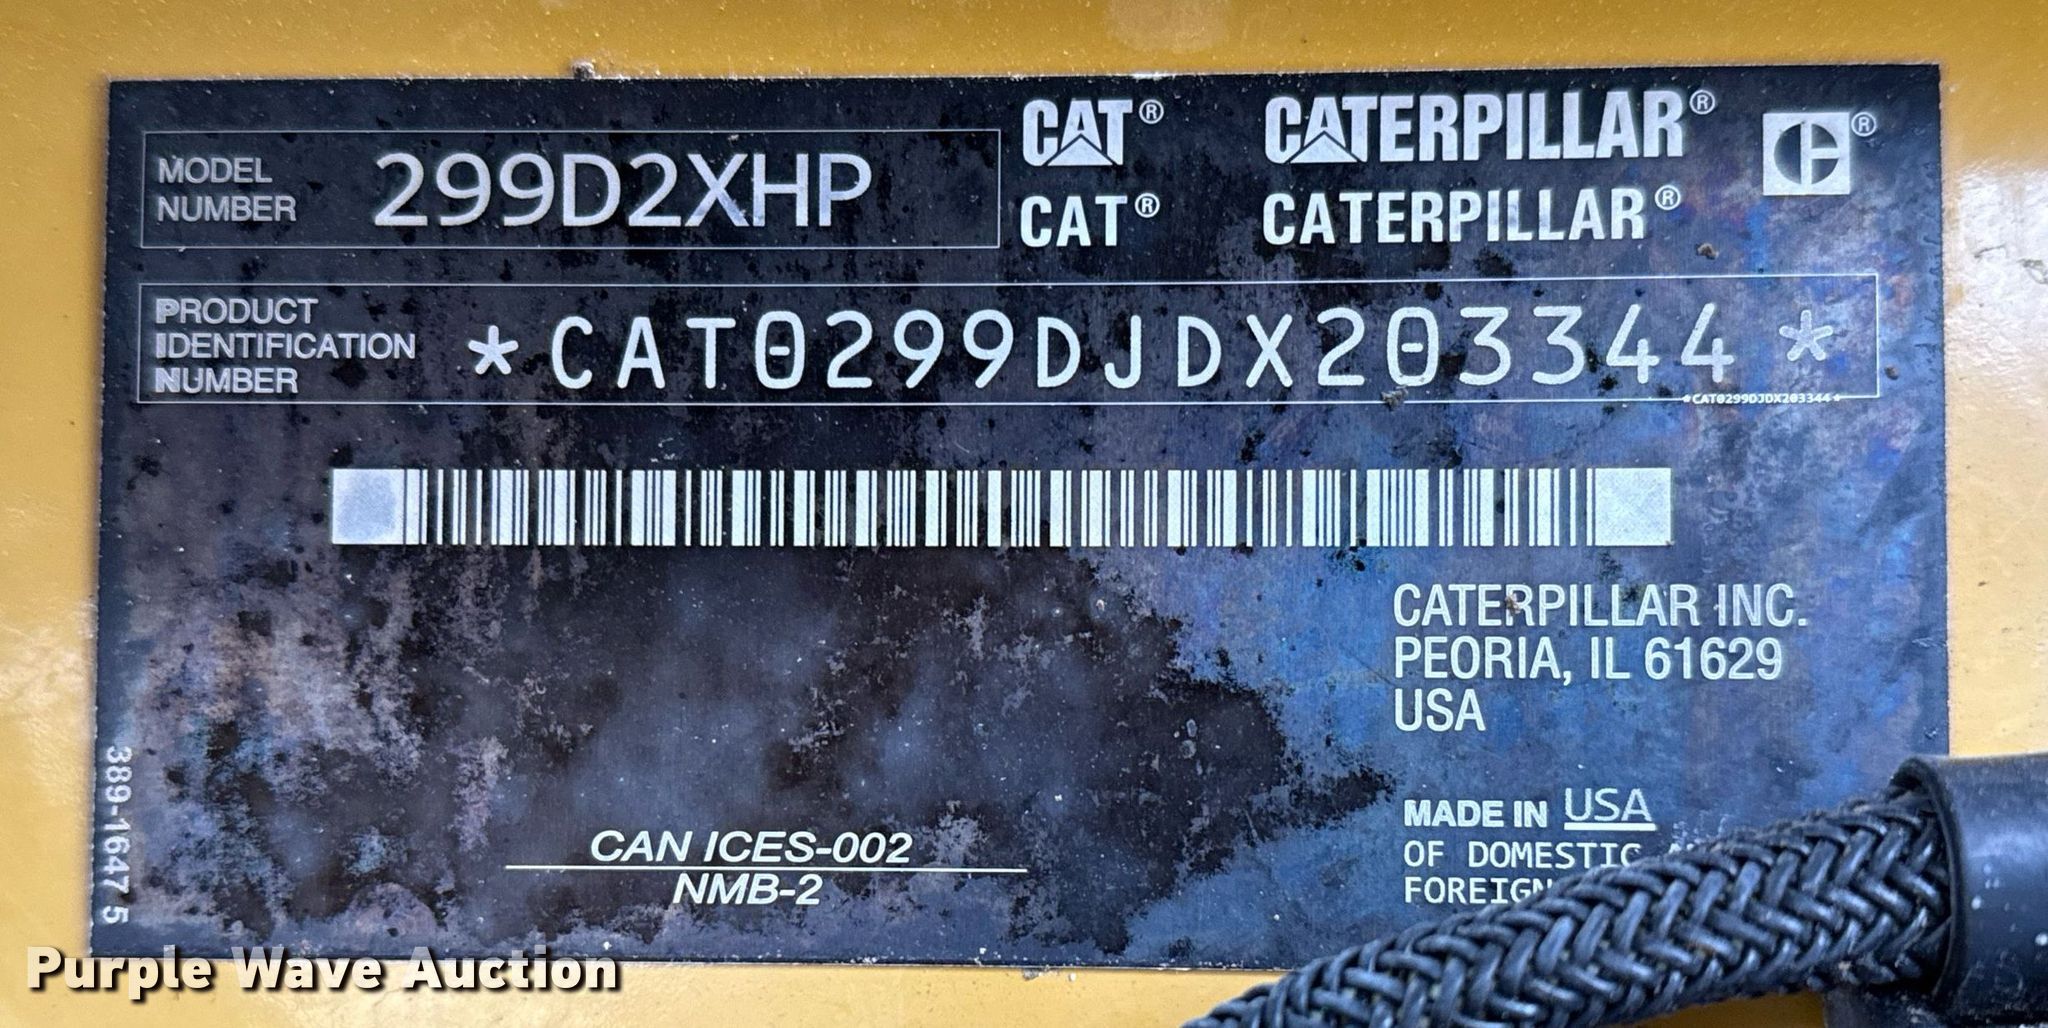 MODEL
NUMBER
299D2XHP
CAT® CATERPILLAR® ®
CAT® CATERPILLAR®
PRODUCT
IDENTIFICATION
NUMBER
*CAT0299DJDX203344*
*CAT0299DJDX203344*
CATERPILLAR INC.
PEORIA, IL 61629
USA
MADE IN USA
OF DOMESTIC
FOREIGN
CAN ICES-002
NMB-2
389-1647 5
Purple Wave Auction